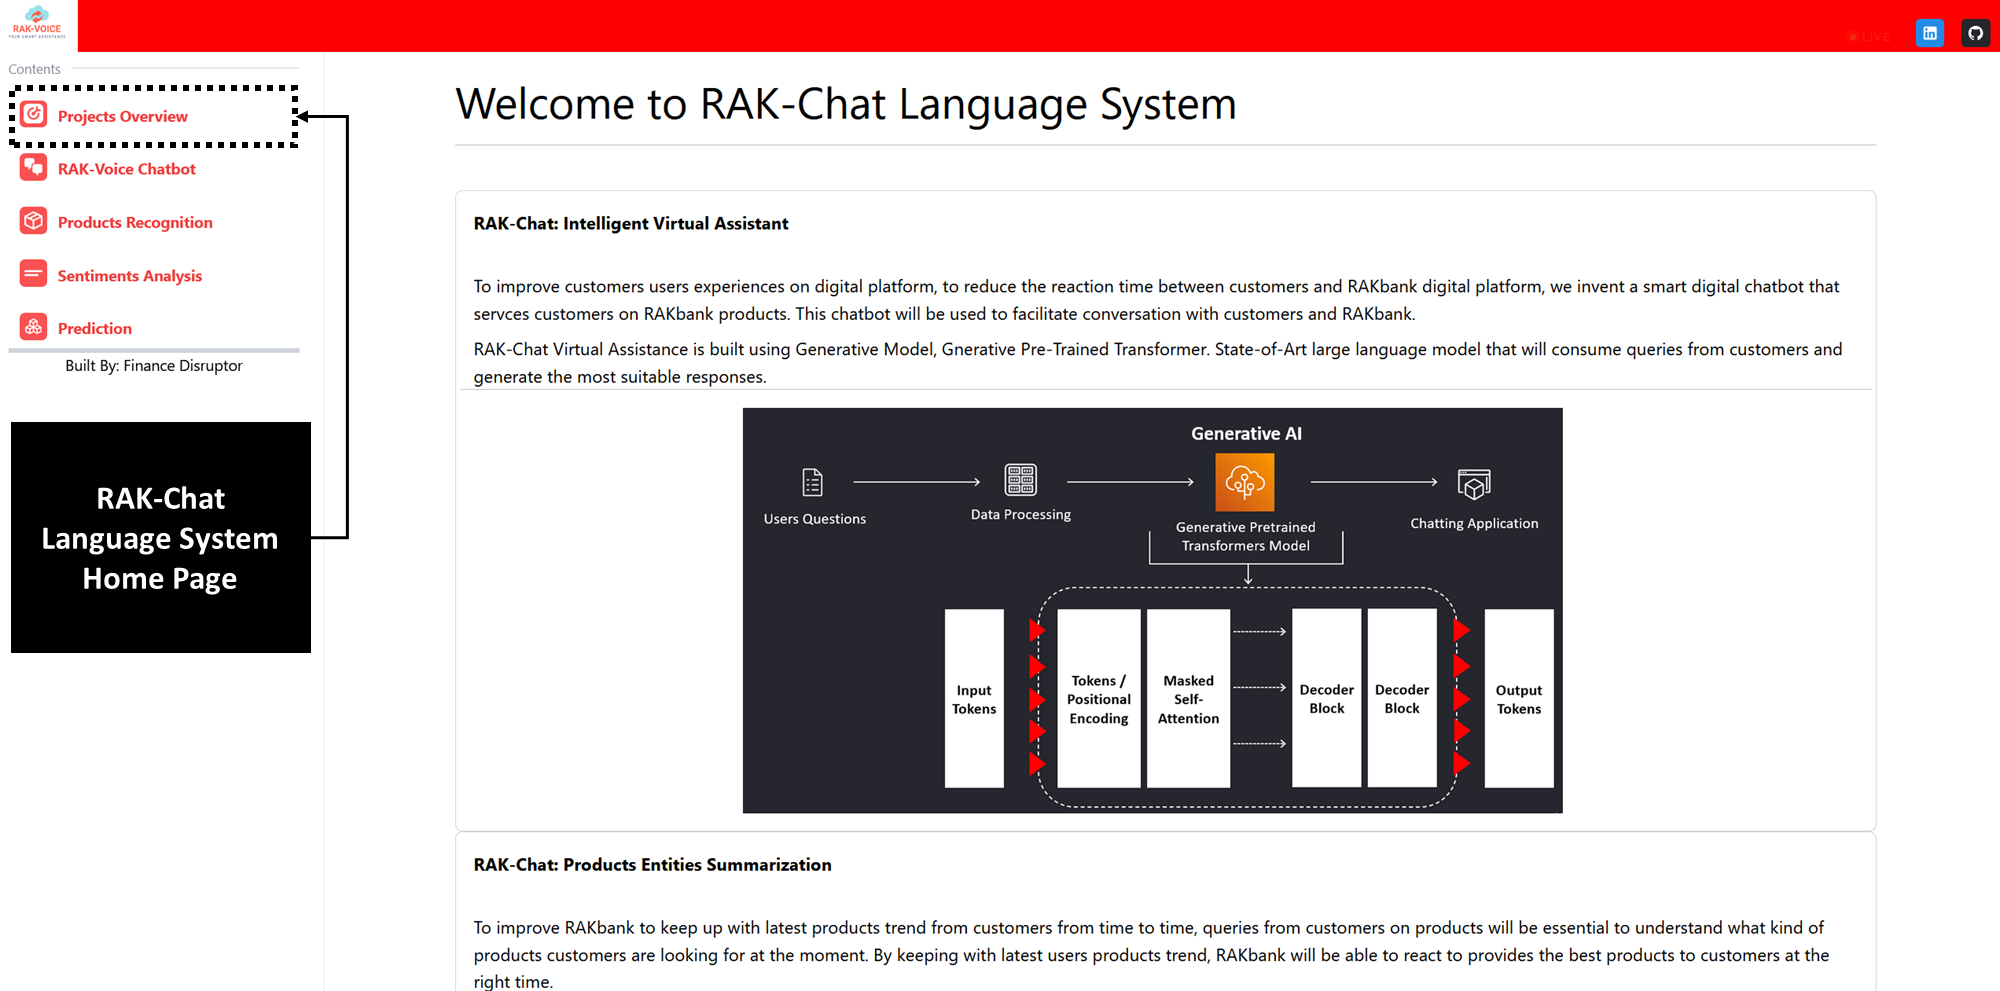 RAK-VOICE
YOUR SMART ASSISTANCE
LIVE
Contents
Projects Overview
RAK-Voice Chatbot
Products Recognition
Sentiments Analysis
Prediction
Built By: Finance Disruptor
RAK-Chat
Language System
Home Page
Welcome to RAK-Chat Language System
RAK-Chat: Intelligent Virtual Assistant
To improve customers users experiences on digital platform, to reduce the reaction time between customers and RAKbank digital platform, we invent a smart digital chatbot that
servces customers on RAKbank products. This chatbot will be used to facilitate conversation with customers and RAKbank.
RAK-Chat Virtual Assistance is built using Generative Model, Gnerative Pre-Trained Transformer. State-of-Art large language model that will consume queries from customers and
generate the most suitable responses.
Generative AI
Users Questions
Data Processing
Generative Pretrained
Transformers Model
Chatting Application
Input
Tokens
Tokens /
Positional
Encoding
Masked
Self-
Attention
Decoder
Block
Decoder
Block
Output
Tokens
RAK-Chat: Products Entities Summarization
To improve RAKbank to keep up with latest products trend from customers from time to time, queries from customers on products will be essential to understand what kind of
products customers are looking for at the moment. By keeping with latest users products trend, RAKbank will be able to react to provides the best products to customers at the
right time.